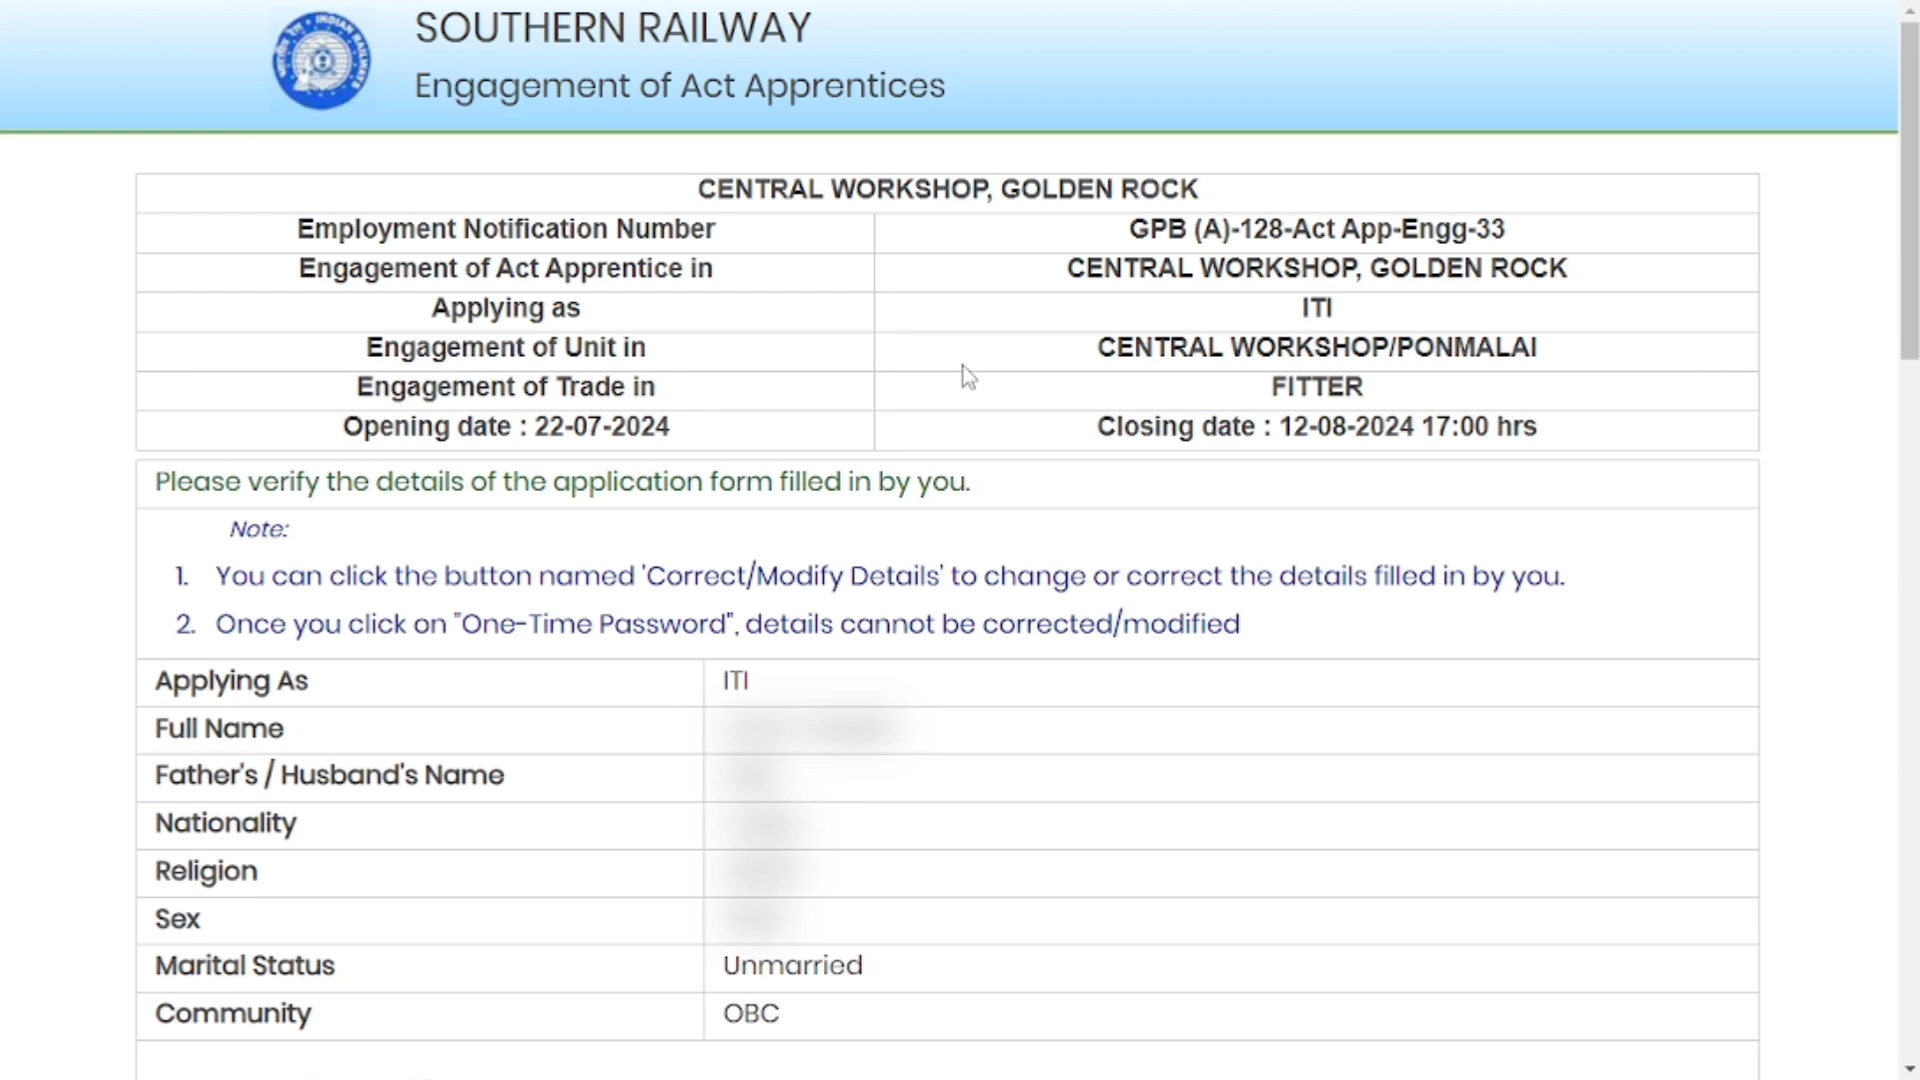 SOUTHERN RAILWAY
Engagement of Act Apprentices
CENTRAL WORKSHOP, GOLDEN ROCK
Employment Notification Number GPB (A)-128-Act App-Engg-33
Engagement of Act Apprentice in CENTRAL WORKSHOP, GOLDEN ROCK
Applying as ITI
Engagement of Unit in CENTRAL WORKSHOP/PONMALAI
Engagement of Trade in FITTER
Opening date : 22-07-2024 Closing date : 12-08-2024 17:00 hrs
Please verify the details of the application form filled in by you.
Note:
1. You can click the button named 'Correct/Modify Details' to change or correct the details filled in by you.
2. Once you click on "One-Time Password", details cannot be corrected/modified
Applying As ITI
Full Name
Father's / Husband's Name
Nationality
Religion
Sex
Marital Status Unmarried
Community OBC